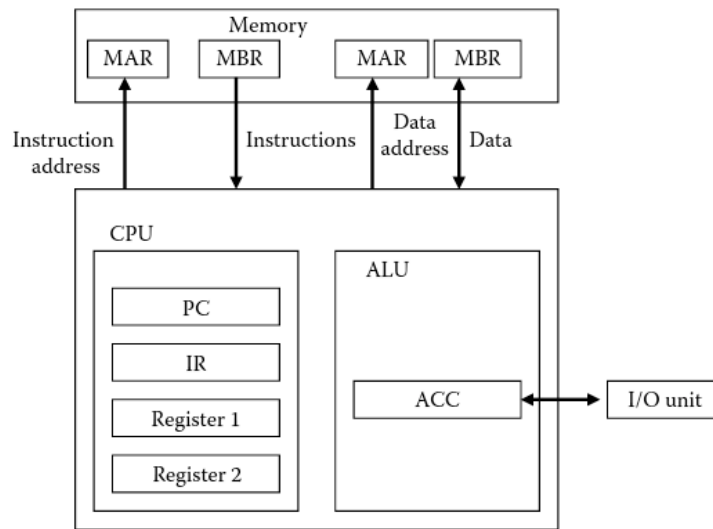 Memory
MAR
MBR
MAR
MBR
Instruction
address
Instructions
Data
address
Data
CPU
ALU
PC
IR
Register 1
Register 2
ACC
I/O unit